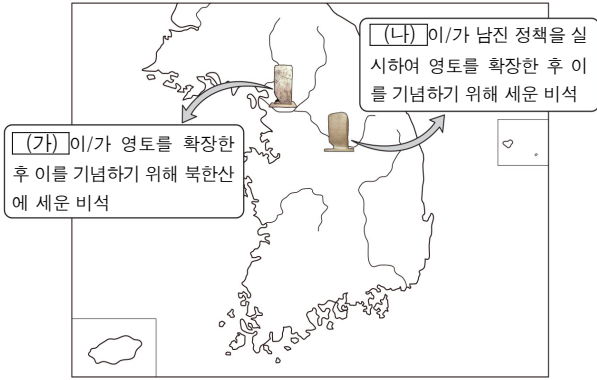 (나) 이/가 남진 정책을 실
시하여 영토를 확장한 후 이
를 기념하기 위해 세운 비석
(가) 이/가 영토를 확장한
후 이를 기념하기 위해 북한산
에 세운 비석